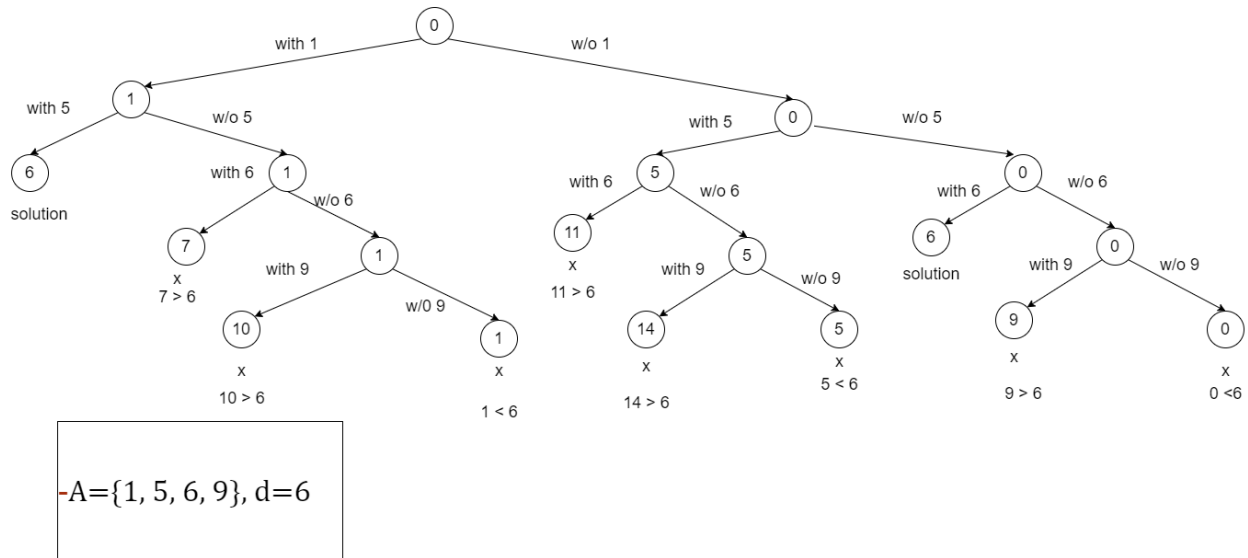 0
with 1
w/o 1
1
0
with 5
w/o 5
with 5
w/o 5
6
solution
1
5
0
with 6
w/o 6
with 6
w/o 6
with 6
w/o 6
7
x
7 > 6
1
11
x
11 > 6
5
6
solution
0
with 9
w/0 9
with 9
w/o 9
with 9
w/o 9
10
x
10 > 6
1
x
1 < 6
14
x
14 > 6
5
x
5 < 6
9
x
9 > 6
0
x
0 <6
-A={1, 5, 6, 9}, d=6